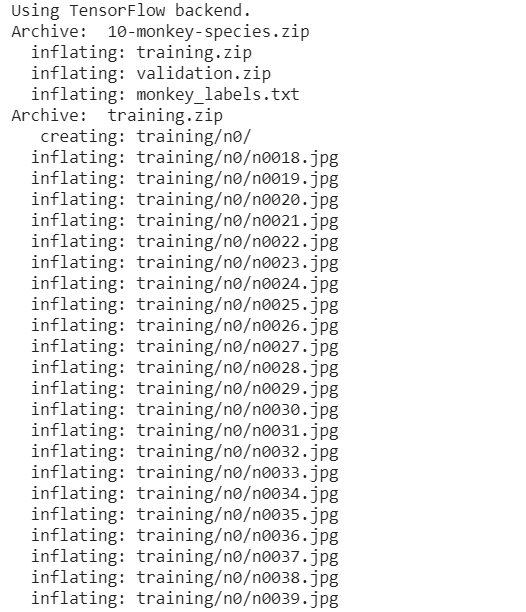 Using TensorFlow backend.
Archive:  10-monkey-species.zip
  inflating: training.zip
  inflating: validation.zip
  inflating: monkey_labels.txt
Archive:  training.zip
   creating: training/n0/
  inflating: training/n0/n0018.jpg
  inflating: training/n0/n0019.jpg
  inflating: training/n0/n0020.jpg
  inflating: training/n0/n0021.jpg
  inflating: training/n0/n0022.jpg
  inflating: training/n0/n0023.jpg
  inflating: training/n0/n0024.jpg
  inflating: training/n0/n0025.jpg
  inflating: training/n0/n0026.jpg
  inflating: training/n0/n0027.jpg
  inflating: training/n0/n0028.jpg
  inflating: training/n0/n0029.jpg
  inflating: training/n0/n0030.jpg
  inflating: training/n0/n0031.jpg
  inflating: training/n0/n0032.jpg
  inflating: training/n0/n0033.jpg
  inflating: training/n0/n0034.jpg
  inflating: training/n0/n0035.jpg
  inflating: training/n0/n0036.jpg
  inflating: training/n0/n0037.jpg
  inflating: training/n0/n0038.jpg
  inflating: training/n0/n0039.jpg